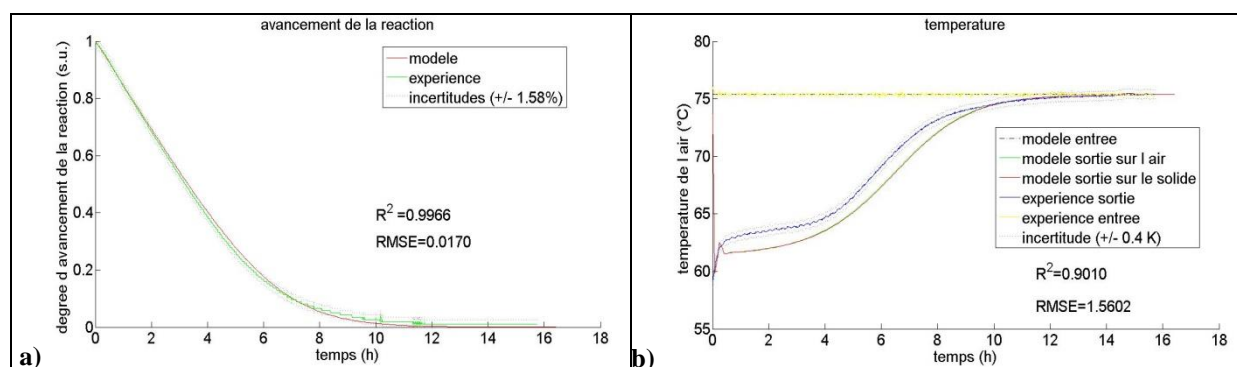 avancement de la reaction
degree d avancement de la reaction (s.u.)
1
0.8
0.6
0.4
0.2
0
modele
experience
incertitudes (+/- 1.58%)
R2 =0.9966
RMSE=0.0170
0 2 4 6 8 10 12 14 16 18
temps (h)
a)
temperature
temperature de l air (°C)
80
75
70
65
60
55
modele entree
modele sortie sur l air
modele sortie sur le solide
experience sortie
experience entree
incertitude (+/- 0.4 K)
R2=0.9010
RMSE=1.5602
0 2 4 6 8 10 12 14 16 18
temps (h)
b)